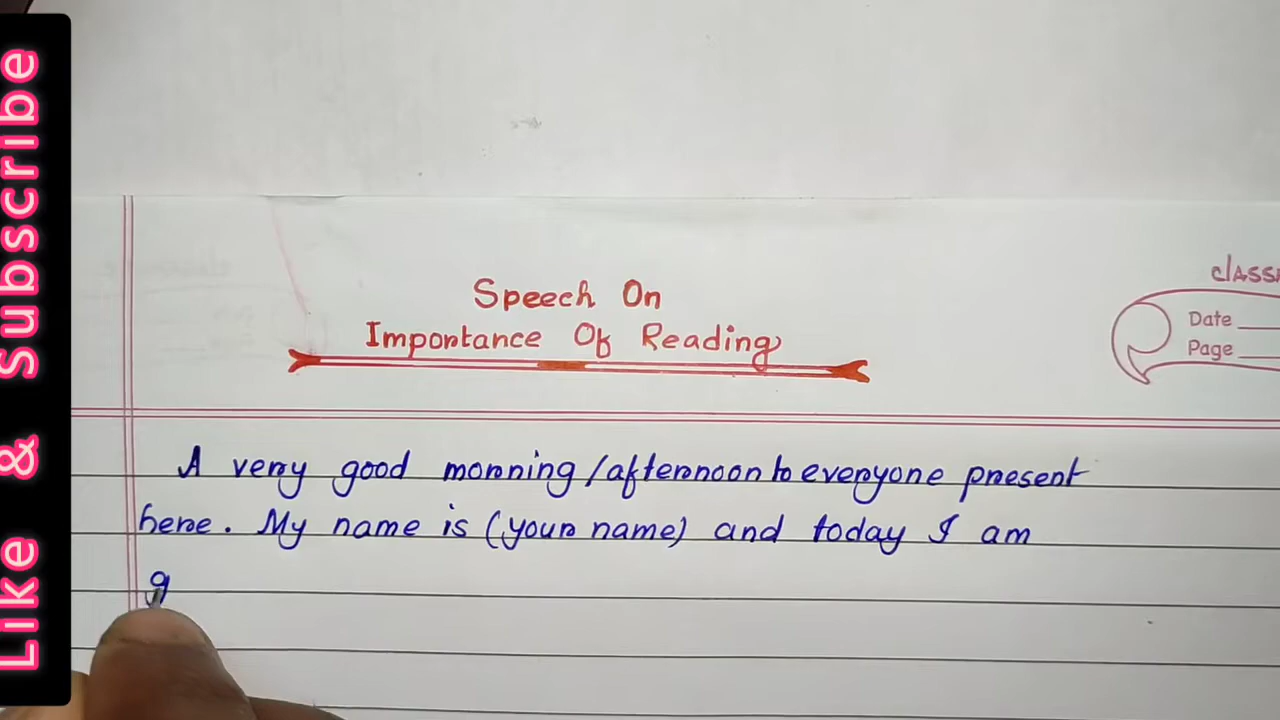 Like & Subscribe
Speech On
Importance Of Reading
Date
Page
A very good morning/afternoon to everyone present
here. My name is (your name) and today I am
g